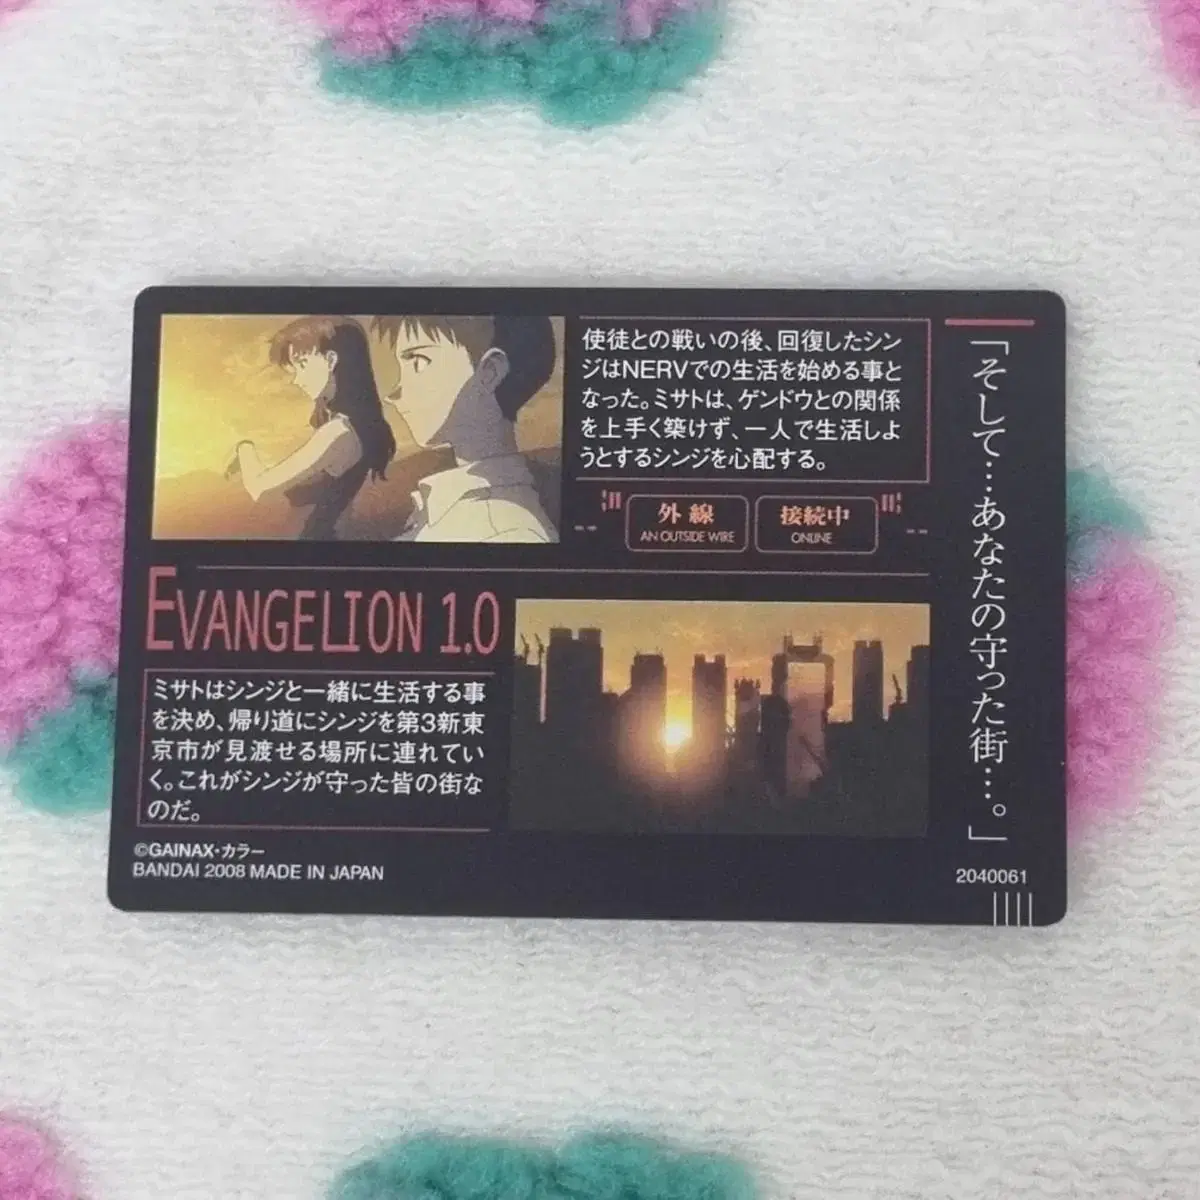 使徒との戦いの後、回復したシン
ジはNERVでの生活を始める事と
なった。ミサトは、ゲンドウとの関係
を上手く築けず、一人で生活しよ
うとするシンジを心配する。
外線
AN OUTSIDE WIRE
接続中
ONLINE
EVANGELION 1.0
ミサトはシンジと一緒に生活する事
を決め、帰り道にシンジを第3新東
京市が見渡せる場所に連れてい
く。これがシンジが守った皆の街な
のだ。
「そして…あなたの守った街…。」
©GAINAX・カラー
BANDAI 2008 MADE IN JAPAN
2040061